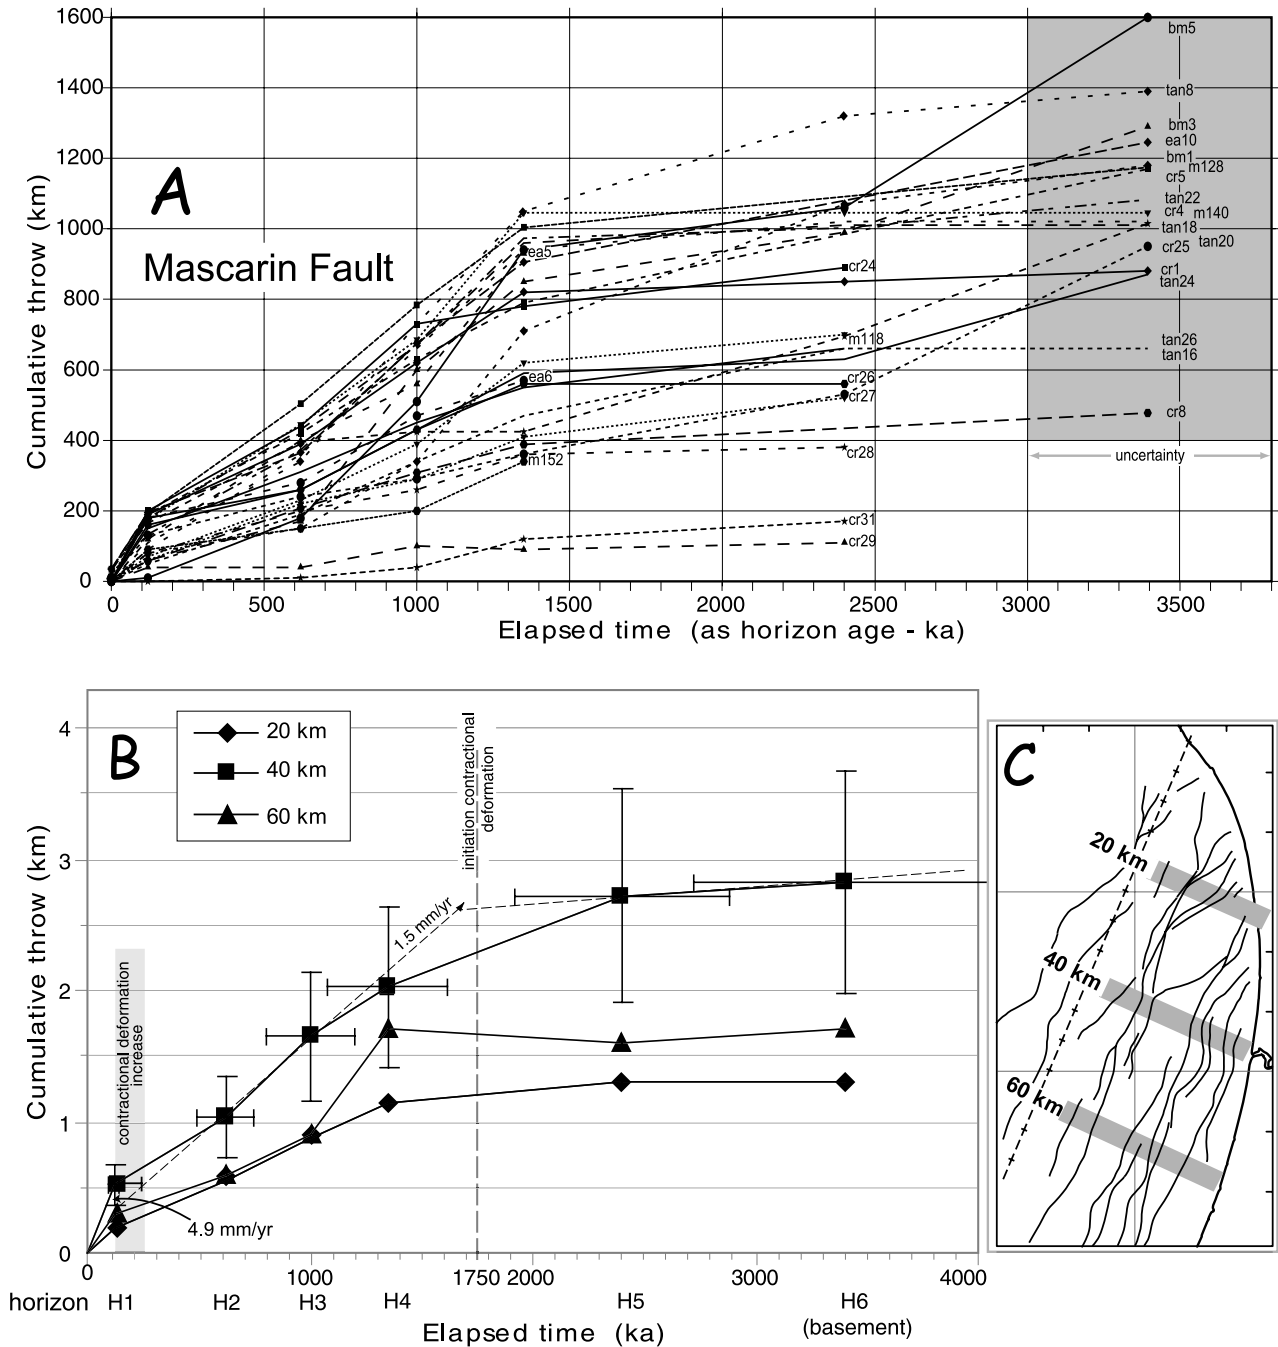 1600
1400
1200
1000
800
600
400
200
0
Cumulative throw (km)
A
Mascarin Fault
bm5
tan8
bm3
ea10
bm1
m128
cr5
tan22
cr4 m140
tan18
tan20
cr25
cr1
tan24
tan26
tan16
cr8
uncertainty
ea5
cr24
m118
ea6
cr26
cr27
m152
cr28
cr31
cr29
0 500 1000 1500 2000 2500 3000 3500
Elapsed time (as horizon age - ka)
B
20 km
40 km
60 km
4
3
2
1
0
Cumulative throw (km)
initiation contractional
deformation
1.5 mm/yr
contractional deformation
increase
4.9 mm/yr
0 1000 1750 2000 3000 4000
horizon H1 H2 H3 H4 H5 H6
(basement)
Elapsed time (ka)
C
20 km
40 km
60 km